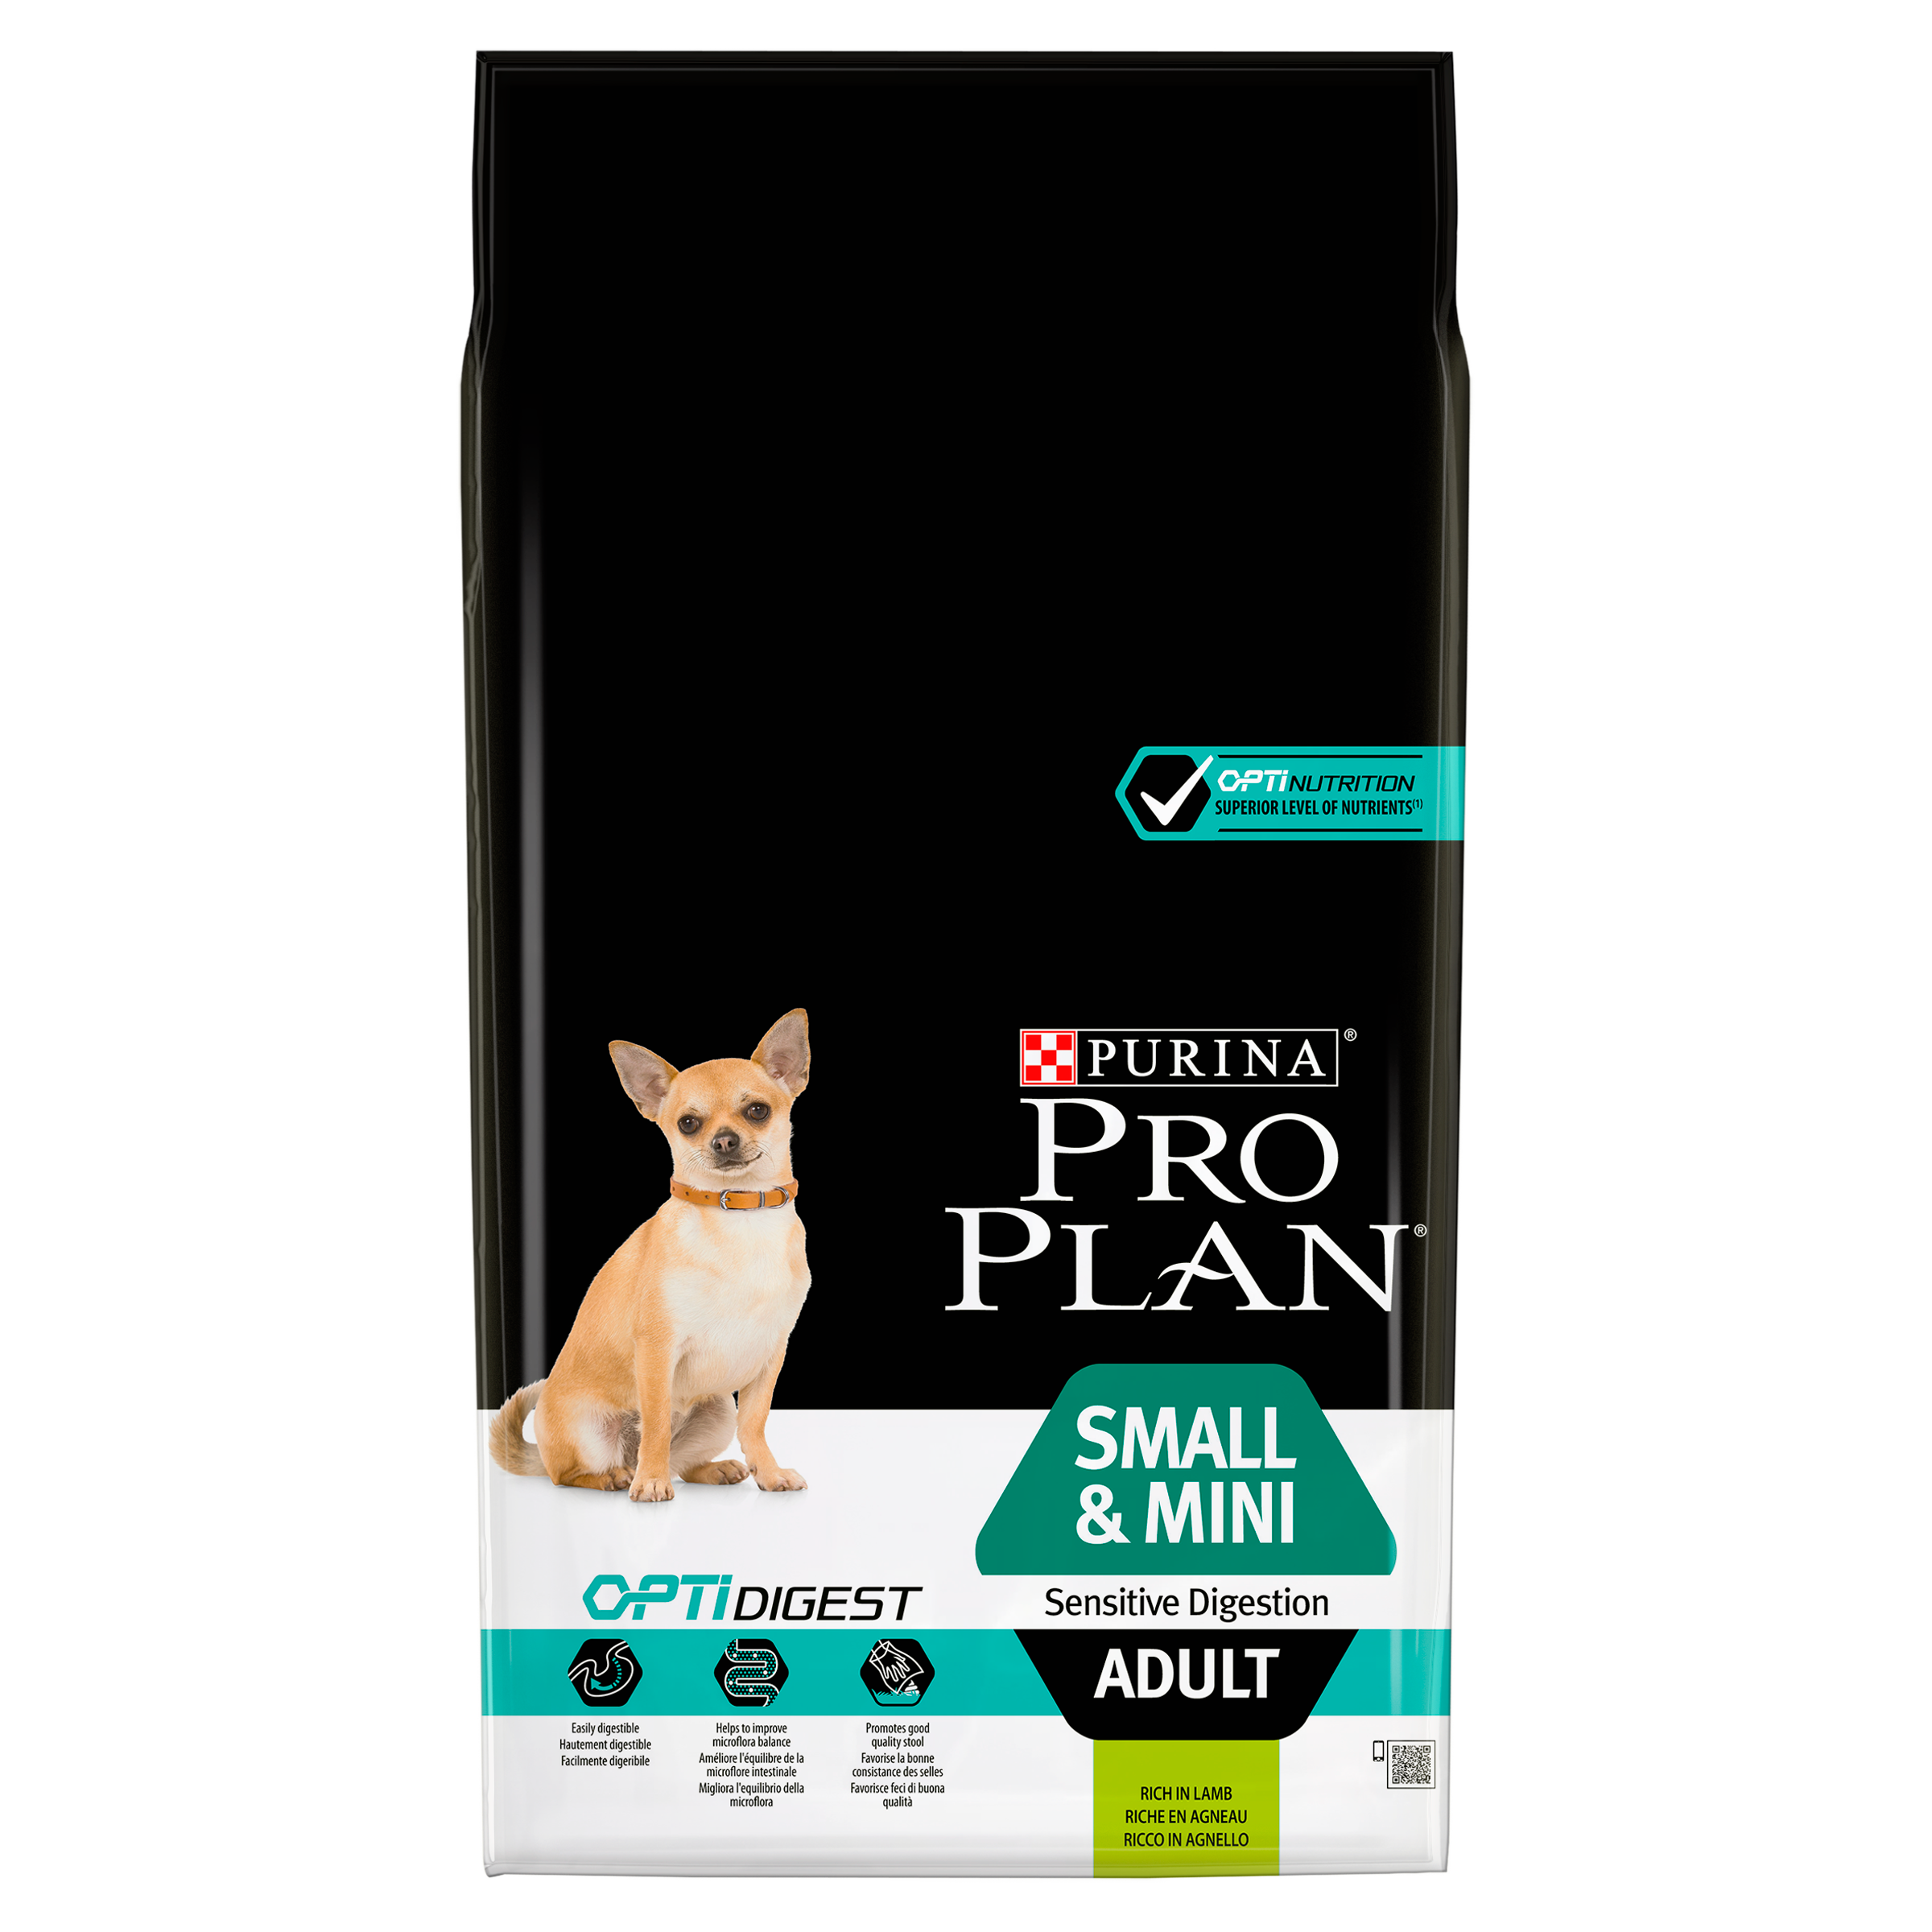 OPTINUTRITION
SUPERIOR LEVEL OF NUTRIENTS(1)
PURINA®
PRO
PLAN®
SMALL
& MINI
Sensitive Digestion
ADULT
OPTIDIGEST
Easily digestible
Hautement digestible
Facilmente digeribile
Helps to improve
microflora balance
Améliore l'équilibre de la
microflore intestinale
Migliora l'equilibrio della
microflora
Promotes good
quality stool
Favorise la bonne
consistance des selles
Favorisce feci di buona
qualità
RICH IN LAMB
RICHE EN AGNEAU
RICCO IN AGNELLO